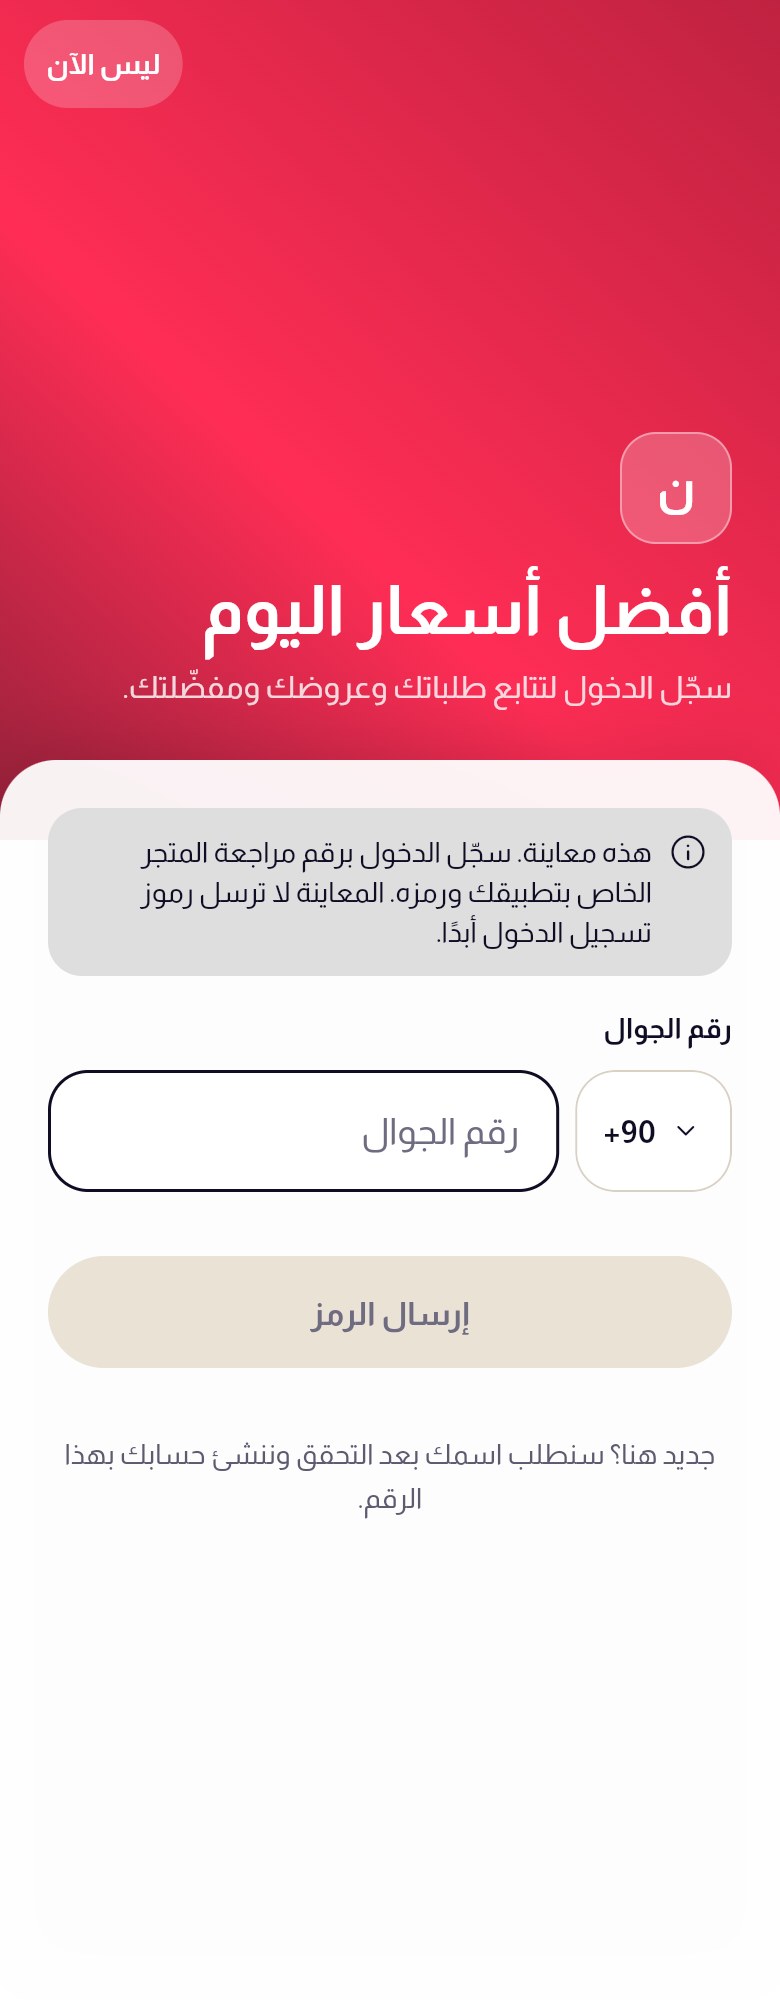 ليس الآن
ن
أفضل أسعار اليوم
سجّل الدخول لتتابع طلباتك وعروضك ومفضّلتك.
هذه معاينة. سجّل الدخول برقم مراجعة المتجر
الخاص بتطبيقك ورمزه. المعاينة لا ترسل رموز
تسجيل الدخول أبدًا.
رقم الجوال
+90
رقم الجوال
إرسال الرمز
جديد هنا؟ سنطلب اسمك بعد التحقق وننشئ حسابك بهذا
الرقم.